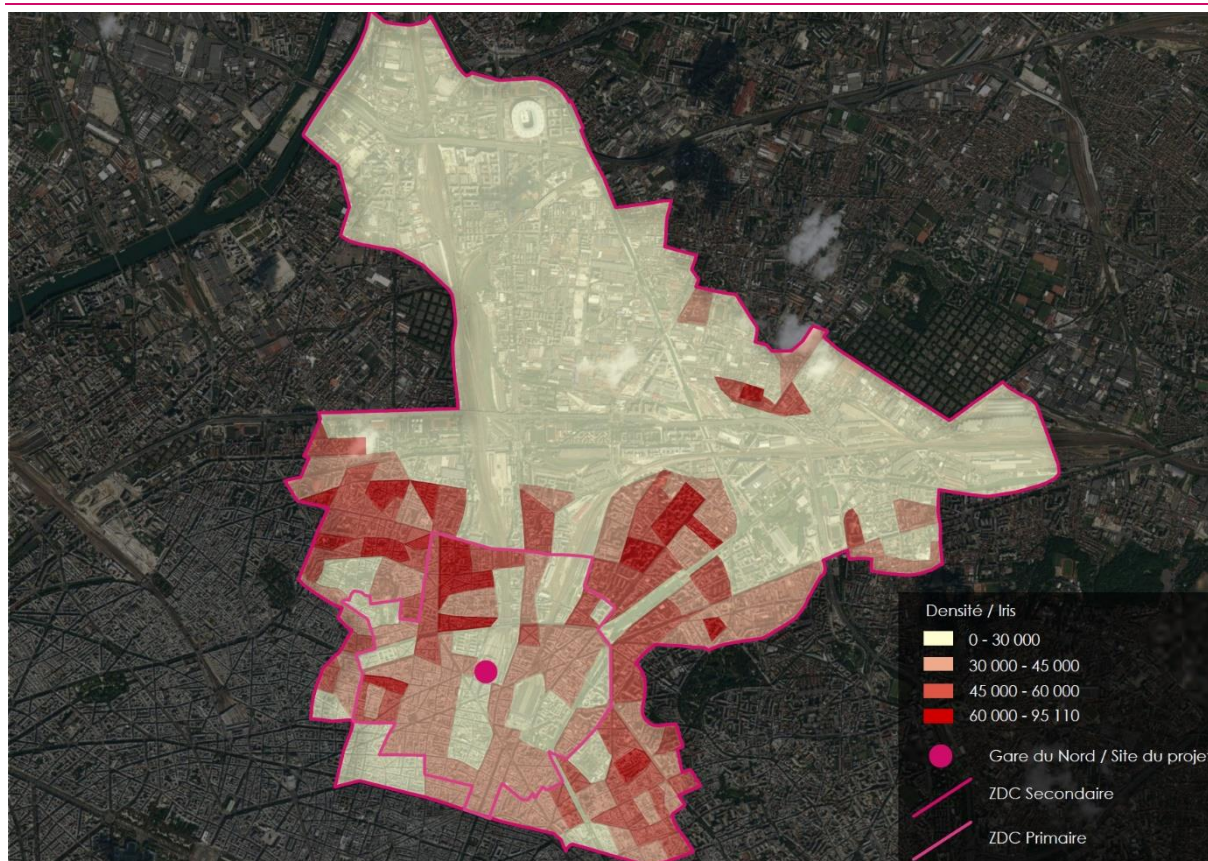 Densité / Iris
0 - 30 000
30 000 - 45 000
45 000 - 60 000
60 000 - 95 110
Gare du Nord / Site du projet
ZDC Secondaire
ZDC Primaire